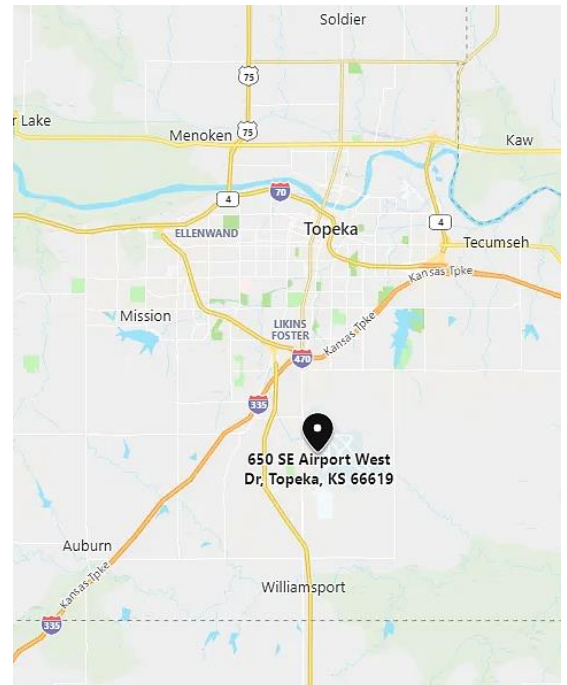 Soldier
75
r Lake
Menoken
75
Kaw
4
70
4
ELLENWAND
Topeka
Tecumseh
Kansas Tpke
Mission
LIKINS
FOSTER
Kansas Tpke
470
335
650 SE Airport West
Dr, Topeka, KS 66619
Auburn
Kansas Tpke
Williamsport
335